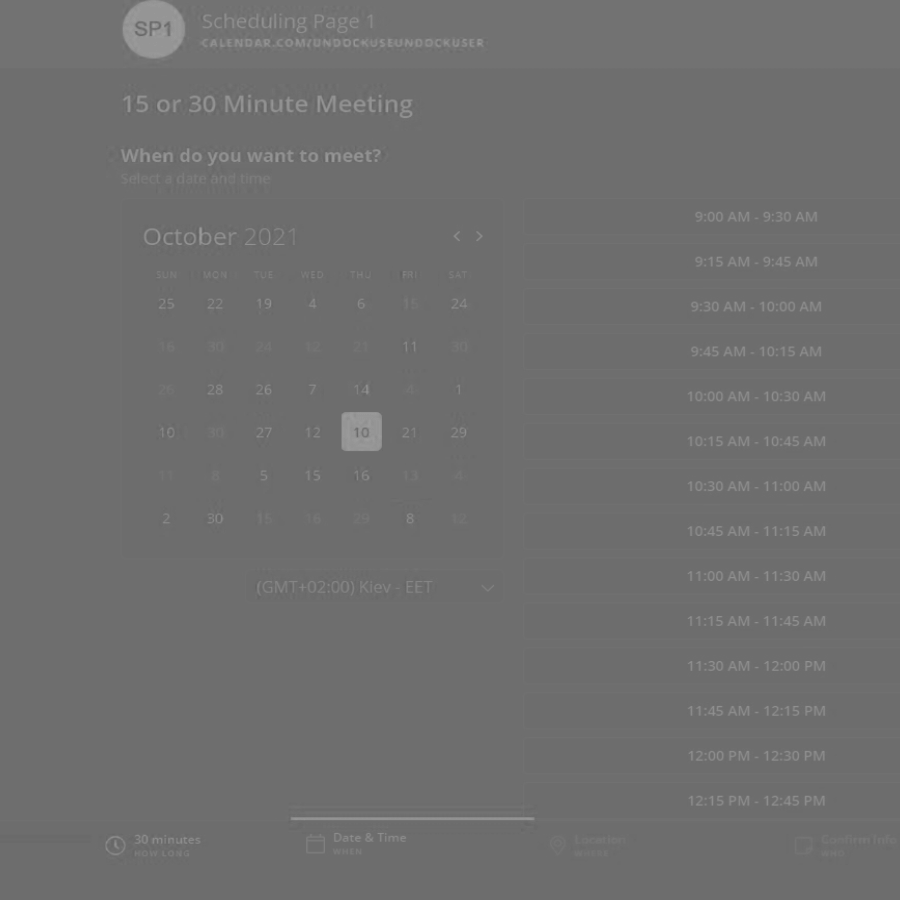 SP1
Scheduling Page 1
CALENDAR.COM/UNDOCKUSEUNDOCKUSER
15 or 30 Minute Meeting
When do you want to meet?
Select a date and time
October 2021
SUN MON TUE WED THU FRI SAT
25 22 19 4 6 24
30 24 12 21 11 30
26 28 26 7 14 4 1
10 30 27 12 10 21 29
11 8 5 15 16 13 4
2 30 16 16 29 8 12
(GMT+02:00) Kiev - EET
9:00 AM - 9:30 AM
9:15 AM - 9:45 AM
9:30 AM - 10:00 AM
9:45 AM - 10:15 AM
10:00 AM - 10:30 AM
10:15 AM - 10:45 AM
10:30 AM - 11:00 AM
10:45 AM - 11:15 AM
11:00 AM - 11:30 AM
11:15 AM - 11:45 AM
11:30 AM - 12:00 PM
11:45 AM - 12:15 PM
12:00 PM - 12:30 PM
12:15 PM - 12:45 PM
30 minutes
HOW LONG
Date & Time
WHEN
Location
WHERE
Confirm Info
WHO